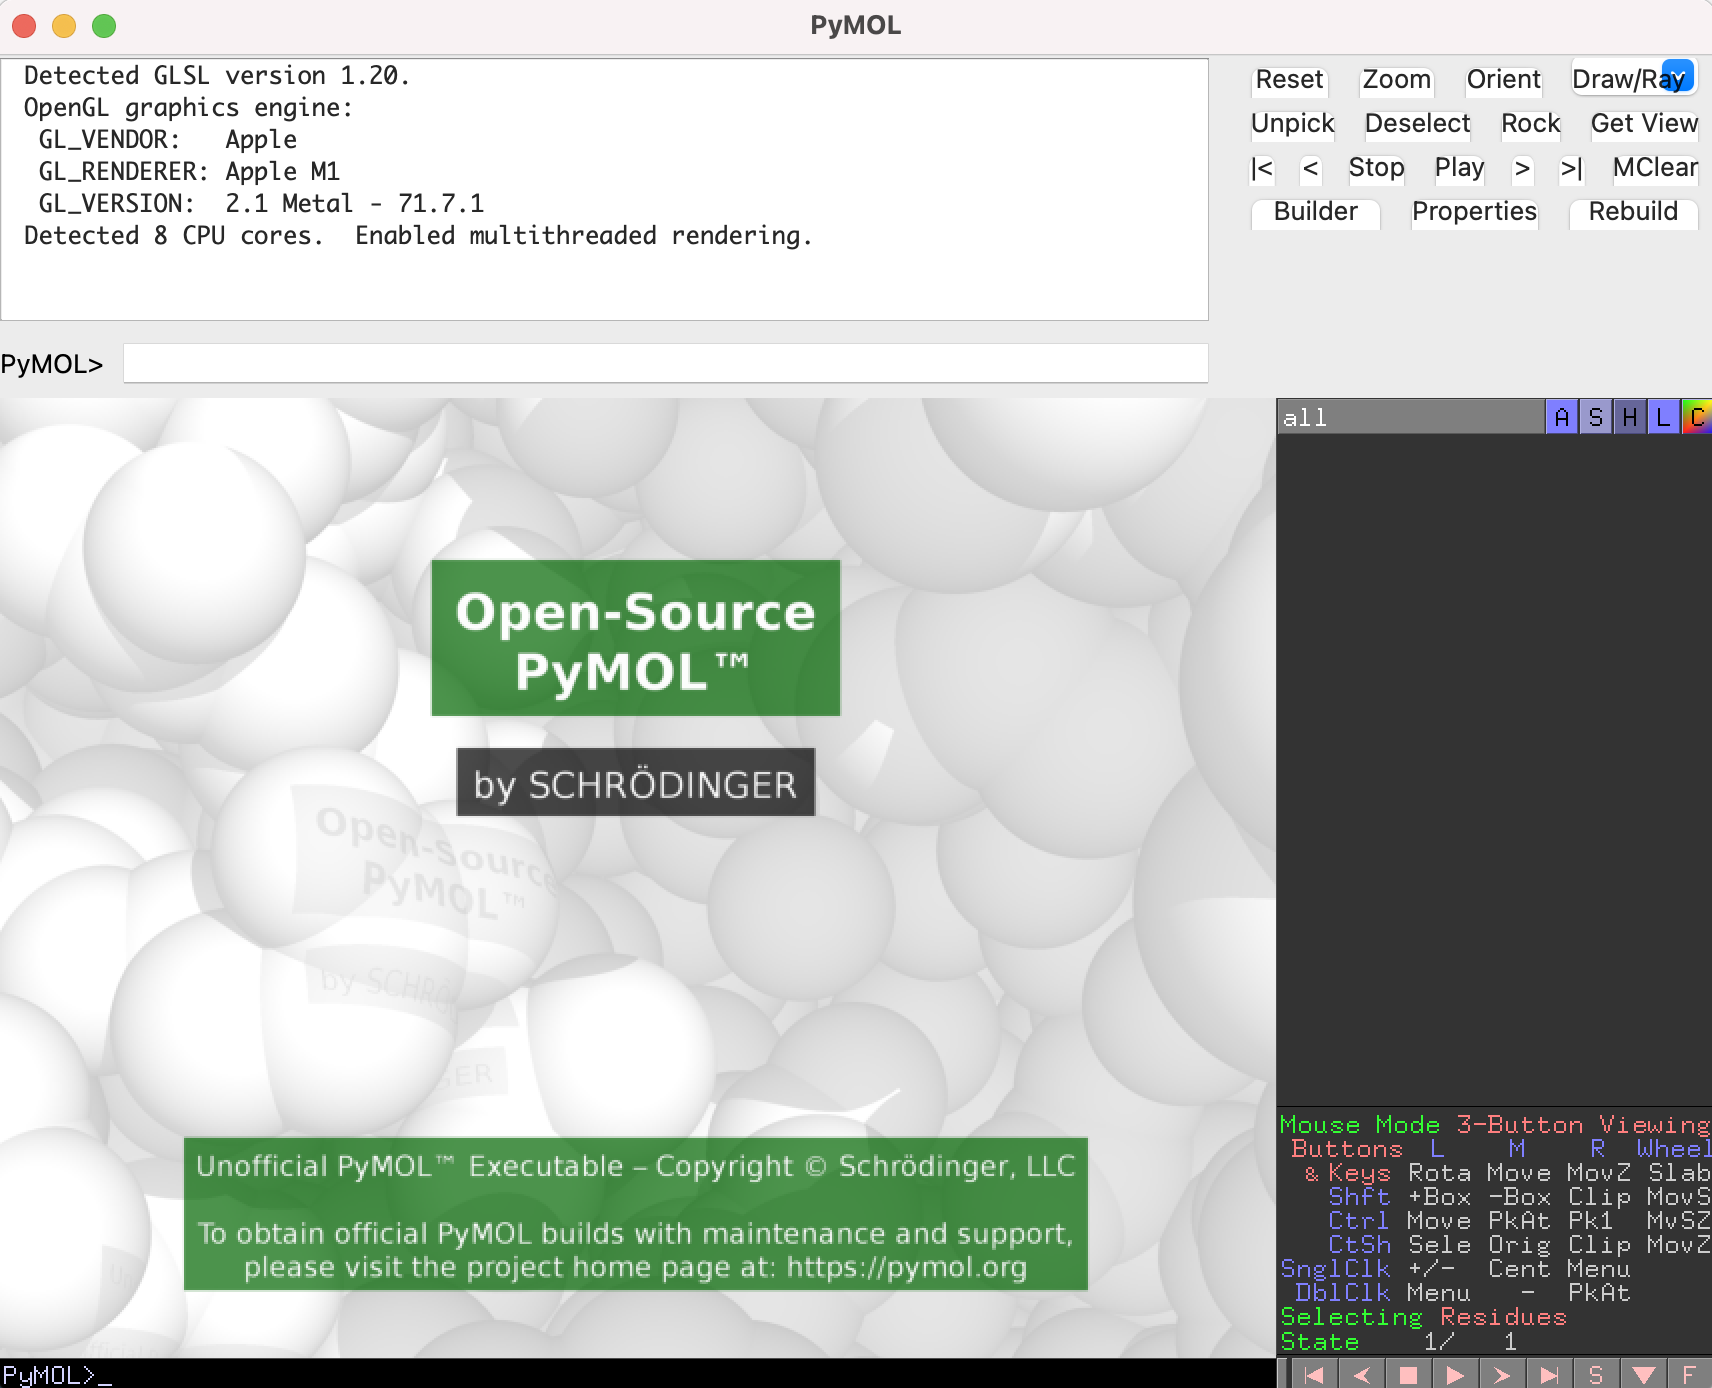 PyMOL
Detected GLSL version 1.20.
OpenGL graphics engine:
GL_VENDOR:   Apple
GL_RENDERER: Apple M1
GL_VERSION:  2.1 Metal - 71.7.1
Detected 8 CPU cores.  Enabled multithreaded rendering.
Reset Zoom Orient Draw/Ray
Unpick Deselect Rock Get View
|< < Stop Play > >| MClear
Builder Properties Rebuild
PyMOL>
all A S H L C
Open-Source
PyMOL™
by SCHRÖDINGER
Open-Source
PyMOL™
by SCHRÖ
GER
Unofficial PyMOL™ Executable – Copyright © Schrödinger, LLC
To obtain official PyMOL builds with maintenance and support,
please visit the project home page at: https://pymol.org
Mouse Mode 3-Button Viewing
Buttons L M R Wheel
& Keys Rota Move MovZ Slab
Shft +Box -Box Clip MovS
Ctrl Move PkAt Pk1 MvSZ
CtSh Sele Orig Clip MovZ
SnglClk +/- Cent Menu
DblClk Menu - PkAt
Selecting Residues
State 1/ 1
PyMOL>_
S F